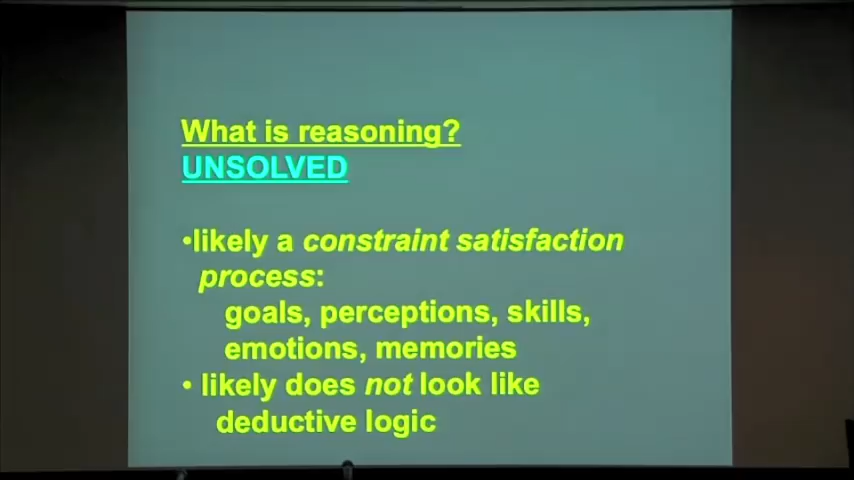 What is reasoning?
UNSOLVED
•likely a constraint satisfaction
process:
goals, perceptions, skills,
emotions, memories
• likely does not look like
deductive logic